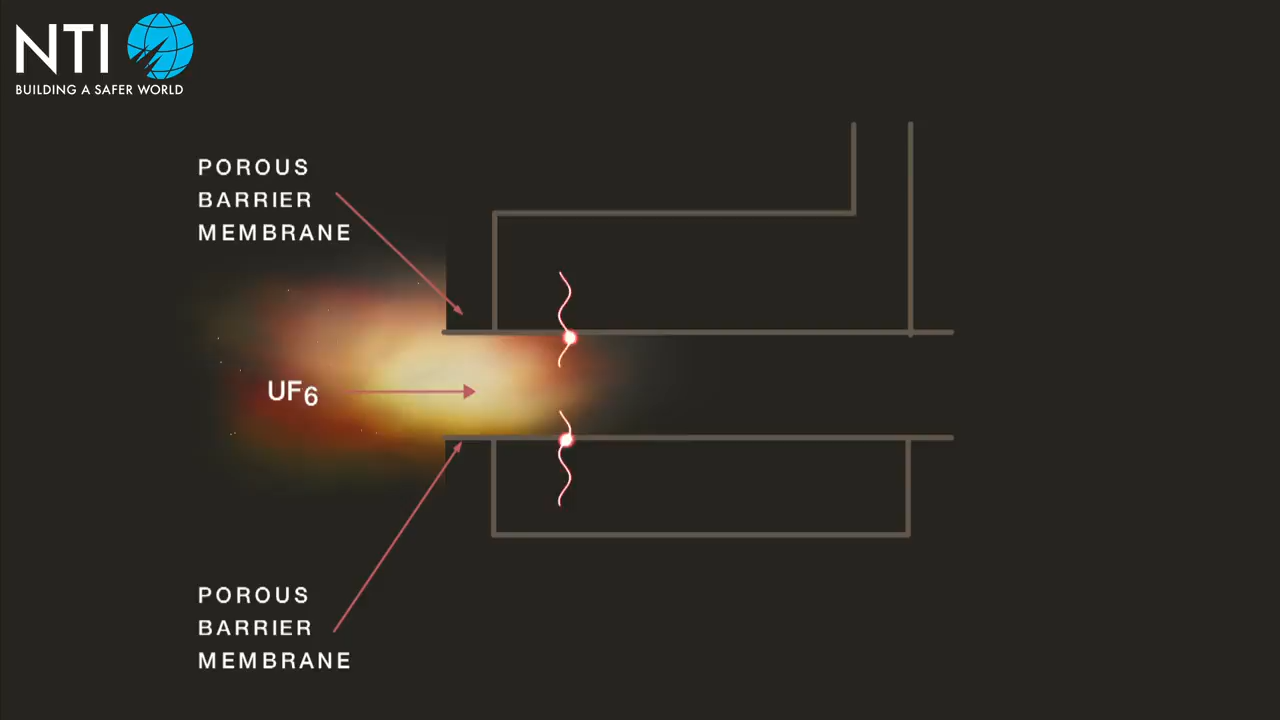 NTI
BUILDING A SAFER WORLD
POROUS
BARRIER
MEMBRANE
UF6
POROUS
BARRIER
MEMBRANE